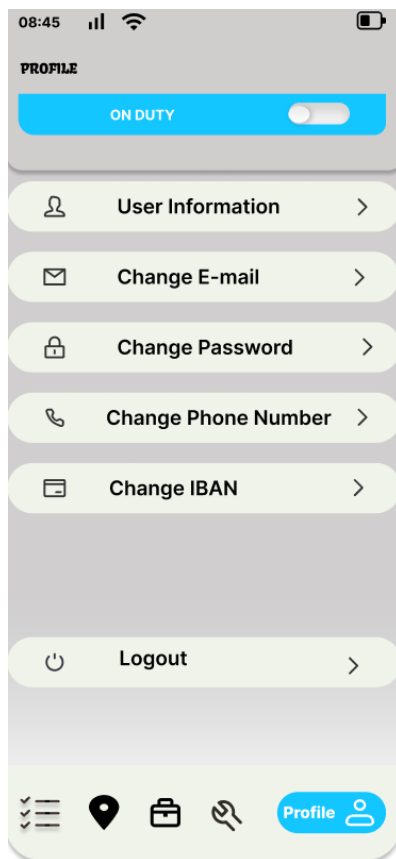 08:45
PROFILE
ON DUTY
User Information
Change E-mail
Change Password
Change Phone Number
Change IBAN
Logout
Profile